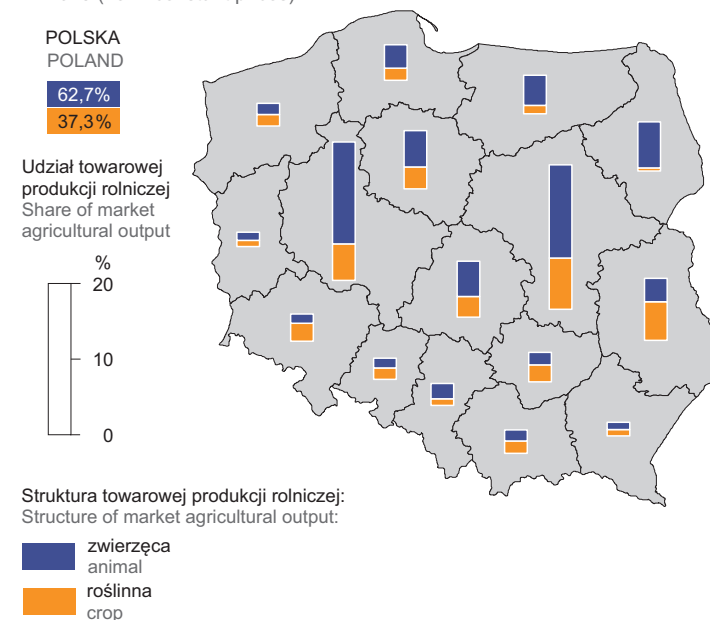 POLSKA
POLAND
62,7%
37,3%
Udział towarowej
produkcji rolniczej
Share of market
agricultural output
%
20
10
0
Struktura towarowej produkcji rolniczej:
Structure of market agricultural output:
zwierzęca
animal
roślinna
crop